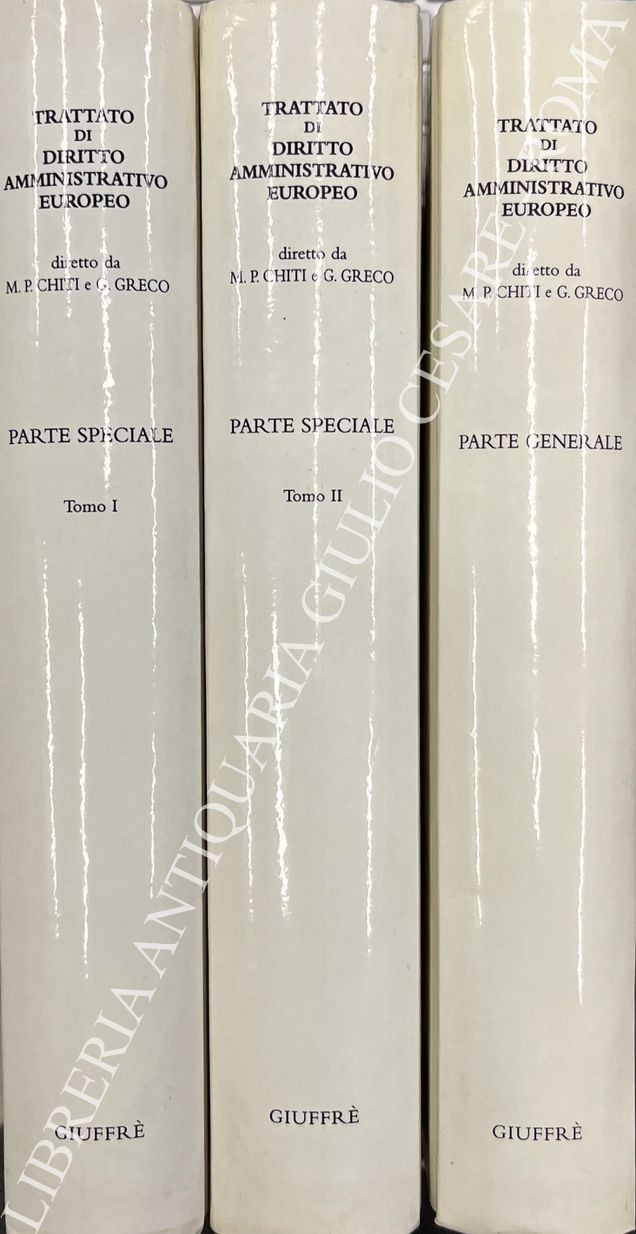 TRATTATO
DI
DIRITTO
AMMINISTRATIVO
EUROPEO
diretto da
M. P. CHITI e G. GRECO
PARTE SPECIALE
Tomo I
GIUFFRÈ
TRATTATO
DI
DIRITTO
AMMINISTRATIVO
EUROPEO
diretto da
M. P. CHITI e G. GRECO
PARTE SPECIALE
Tomo II
GIUFFRÈ
TRATTATO
DI
DIRITTO
AMMINISTRATIVO
EUROPEO
diretto da
M. P. CHITI e G. GRECO
PARTE GENERALE
GIUFFRÈ
LIBRERIA ANTIQUARIA GIULIO CESARE ROMA